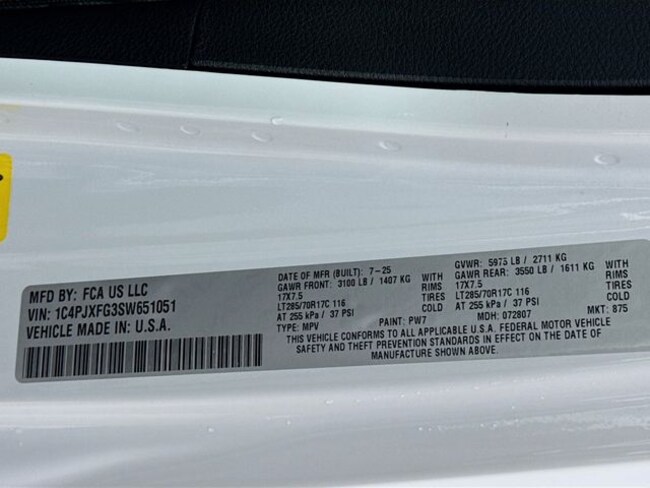 MFD BY: FCA US LLC
VIN: 1C4PJXFG3SW651051
VEHICLE MADE IN U.S.A.
DATE OF MFR (BUILT): 7-25
GAWR FRONT: 3100 LB / 1407 KG WITH
17X7.5 RIMS
LT285/70R17C 116 TIRES
AT 255 kPa / 37 PSI COLD
TYPE: MPV PAINT: PW7
GVWR: 5975 LB / 2711 KG
GAWR REAR: 3550 LB / 1611 KG WITH
17X7.5 RIMS
LT285/70R17C 116 TIRES
AT 255 kPa / 37 PSI COLD
MDH: 072807 MKT: 875
THIS VEHICLE CONFORMS TO ALL APPLICABLE U.S.A. FEDERAL MOTOR VEHICLE
SAFETY AND THEFT PREVENTION STANDARDS IN EFFECT ON THE DATE OF
MANUFACTURE SHOWN ABOVE.